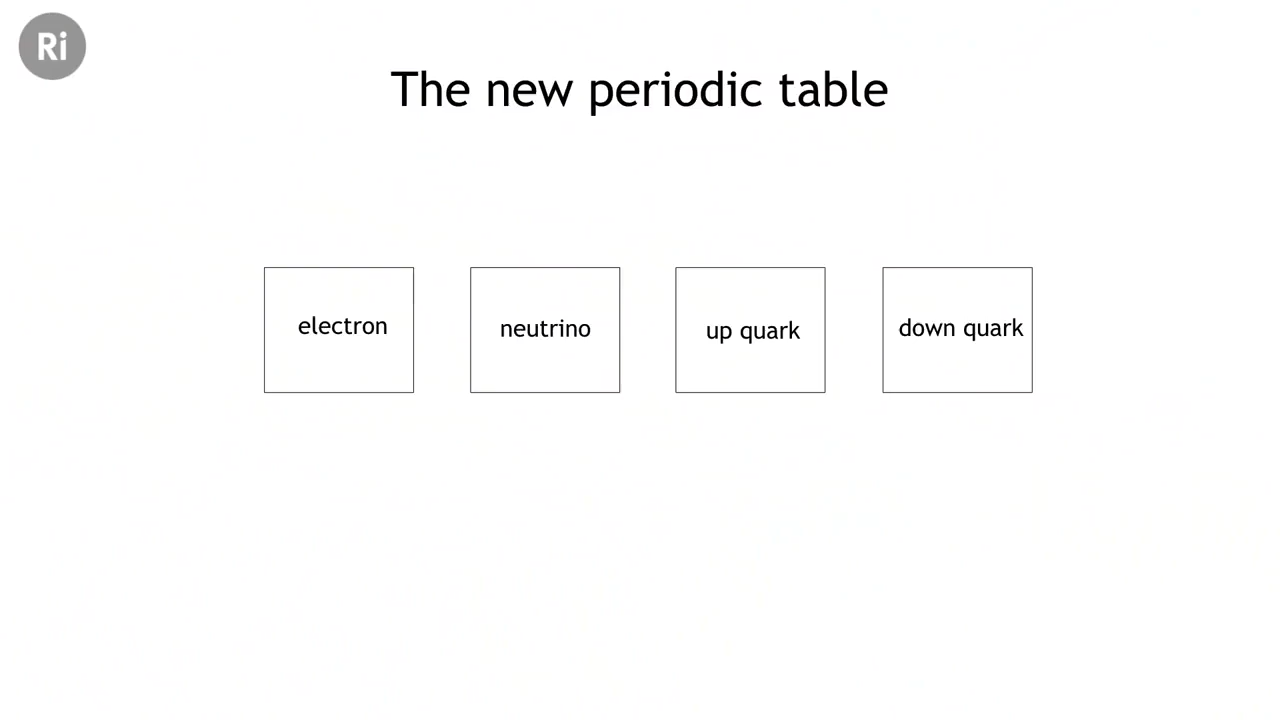 Ri
The new periodic table
electron
neutrino
up quark
down quark